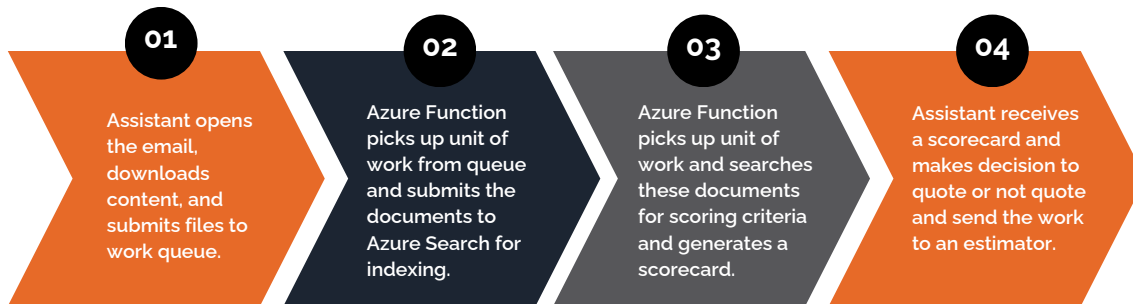 01
Assistant opens
the email,
downloads
content, and
submits files to
work queue.
02
Azure Function
picks up unit of
work from queue
and submits the
documents to
Azure Search for
indexing.
03
Azure Function
picks up unit of
work and searches
these documents
for scoring criteria
and generates a
scorecard.
04
Assistant receives
a scorecard and
makes decision to
quote or not quote
and send the work
to an estimator.